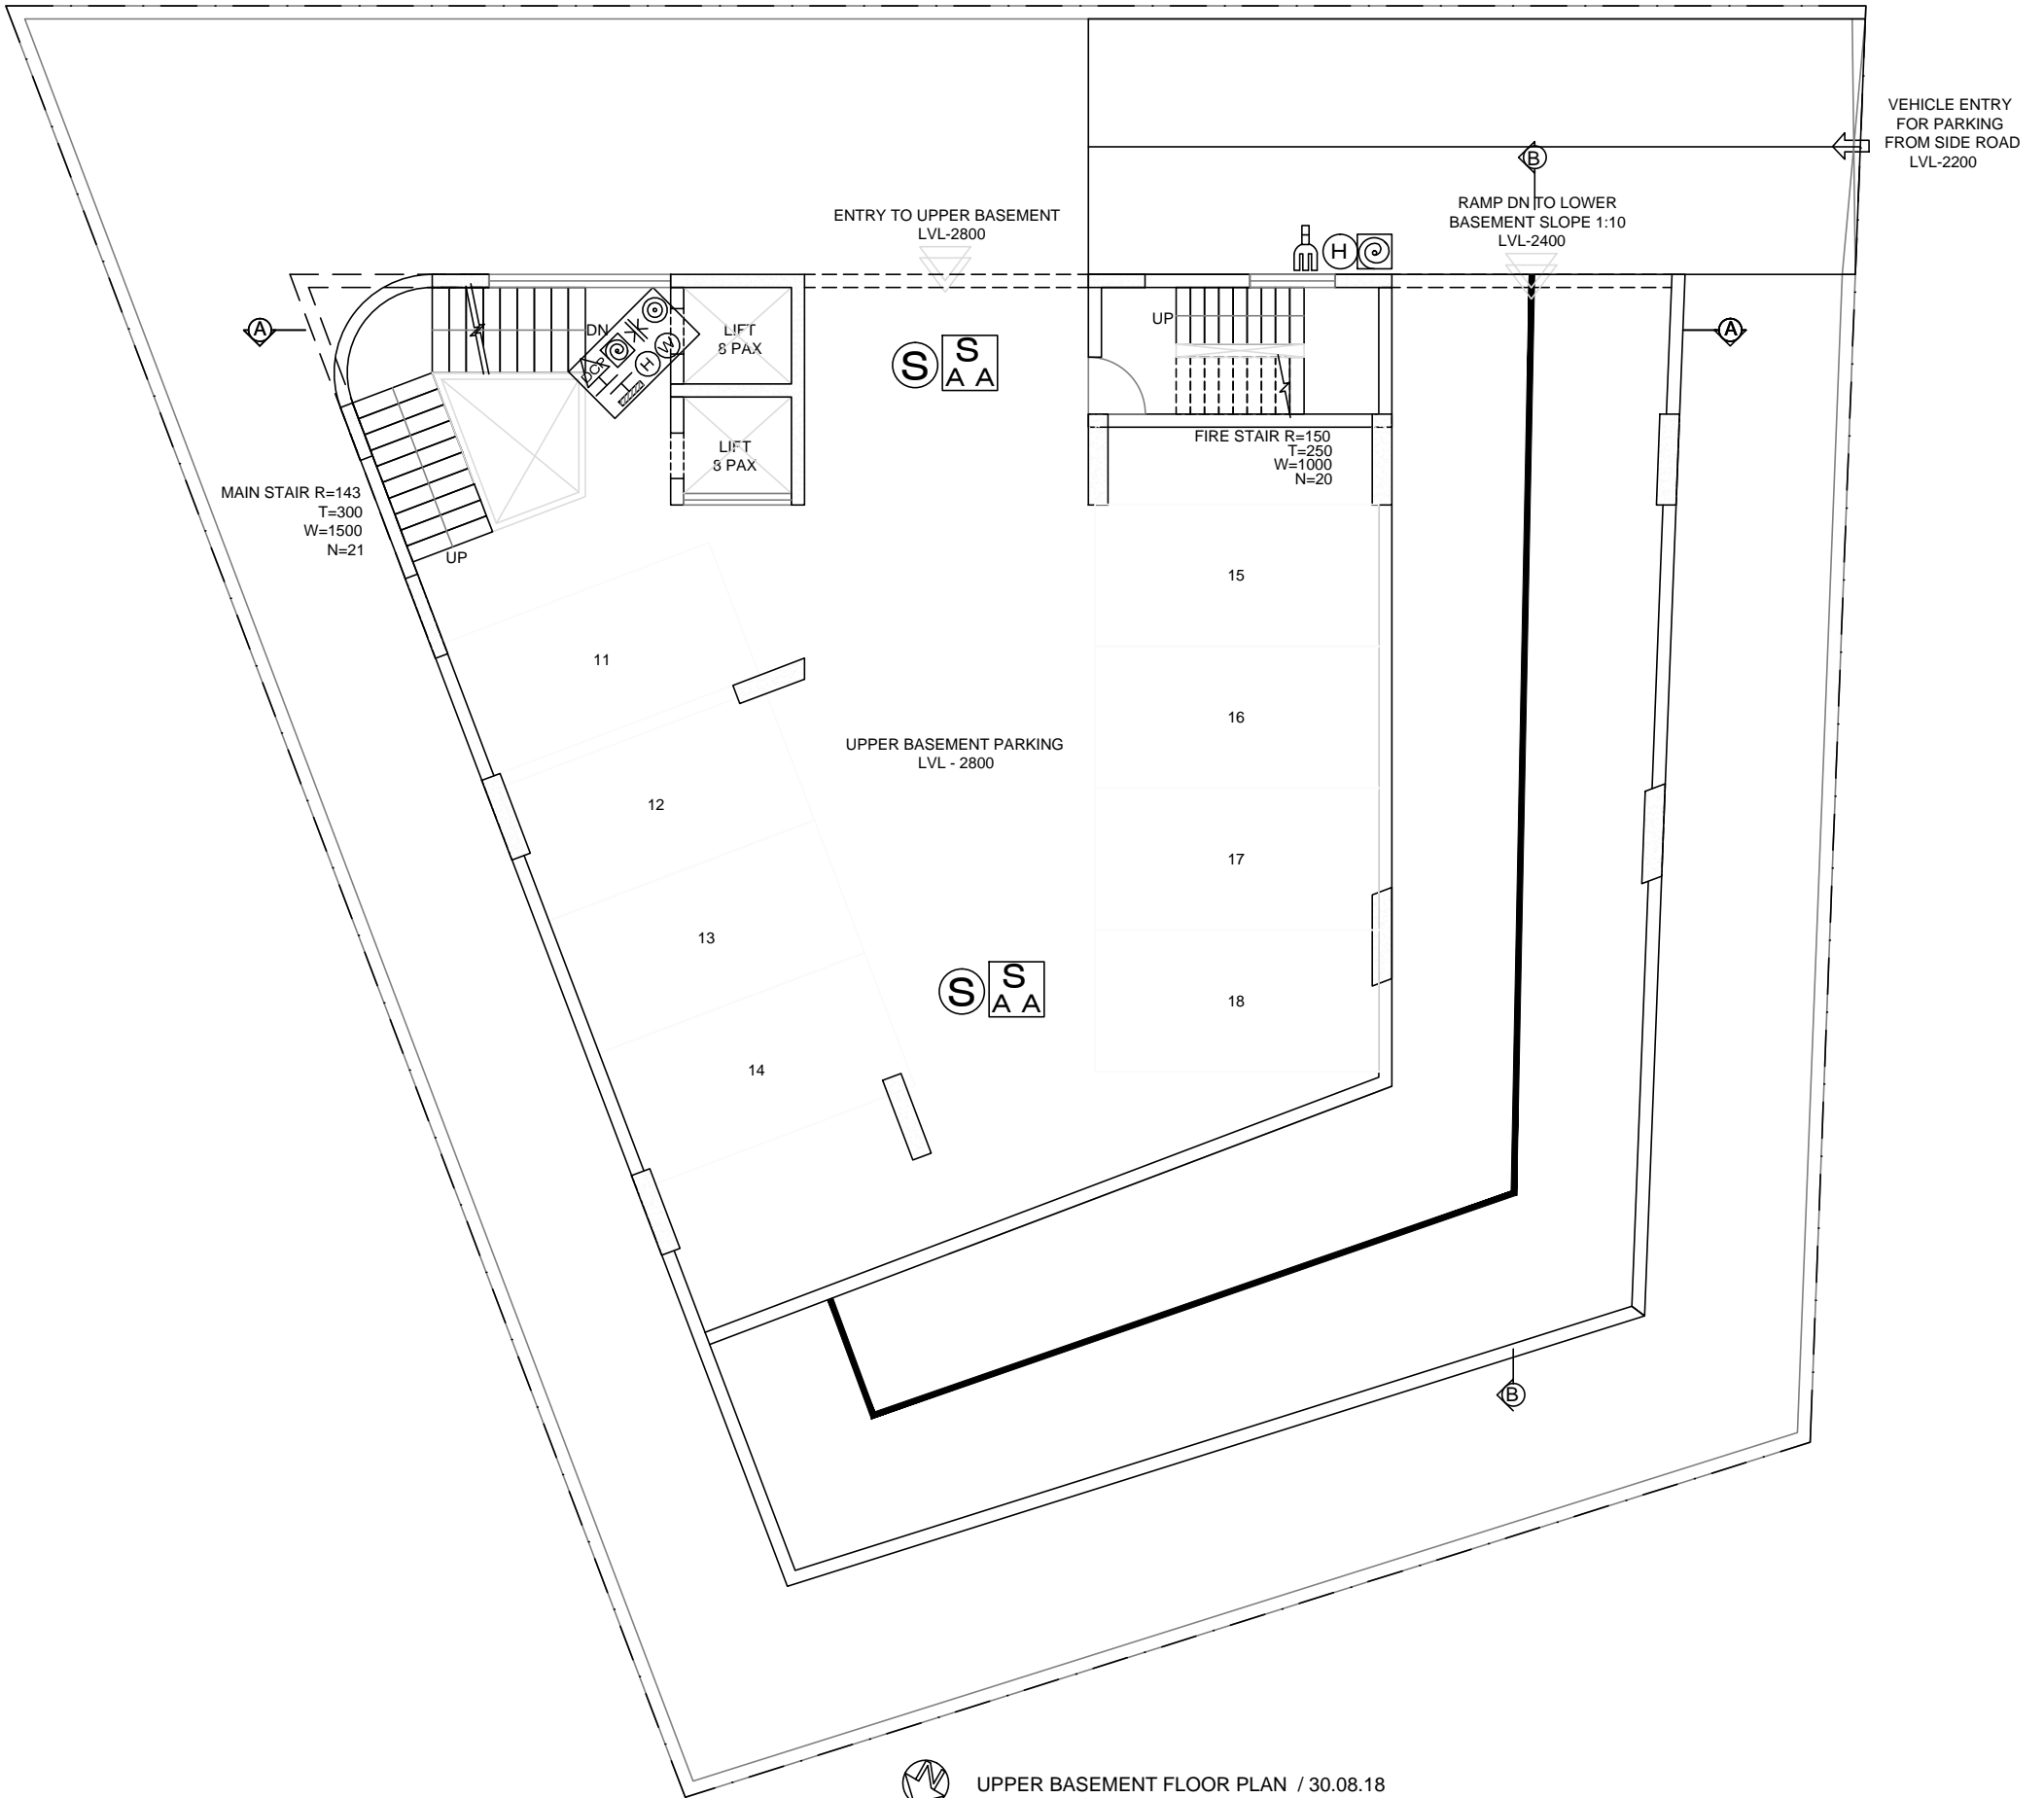 VEHICLE ENTRY
FOR PARKING
FROM SIDE ROAD
LVL-2200
B
RAMP DN TO LOWER
BASEMENT SLOPE 1:10
LVL-2400
ENTRY TO UPPER BASEMENT
LVL-2800
H
A
DN
DCP
H
W
LIFT
8 PAX
S
S
A A
UP
A
LIFT
8 PAX
FIRE STAIR R=150
T=250
W=1000
N=20
MAIN STAIR R=143
T=300
W=1500
N=21
UP
15
11
16
UPPER BASEMENT PARKING
LVL - 2800
12
17
13
S
S
A A
18
14
B
N
UPPER BASEMENT FLOOR PLAN / 30.08.18